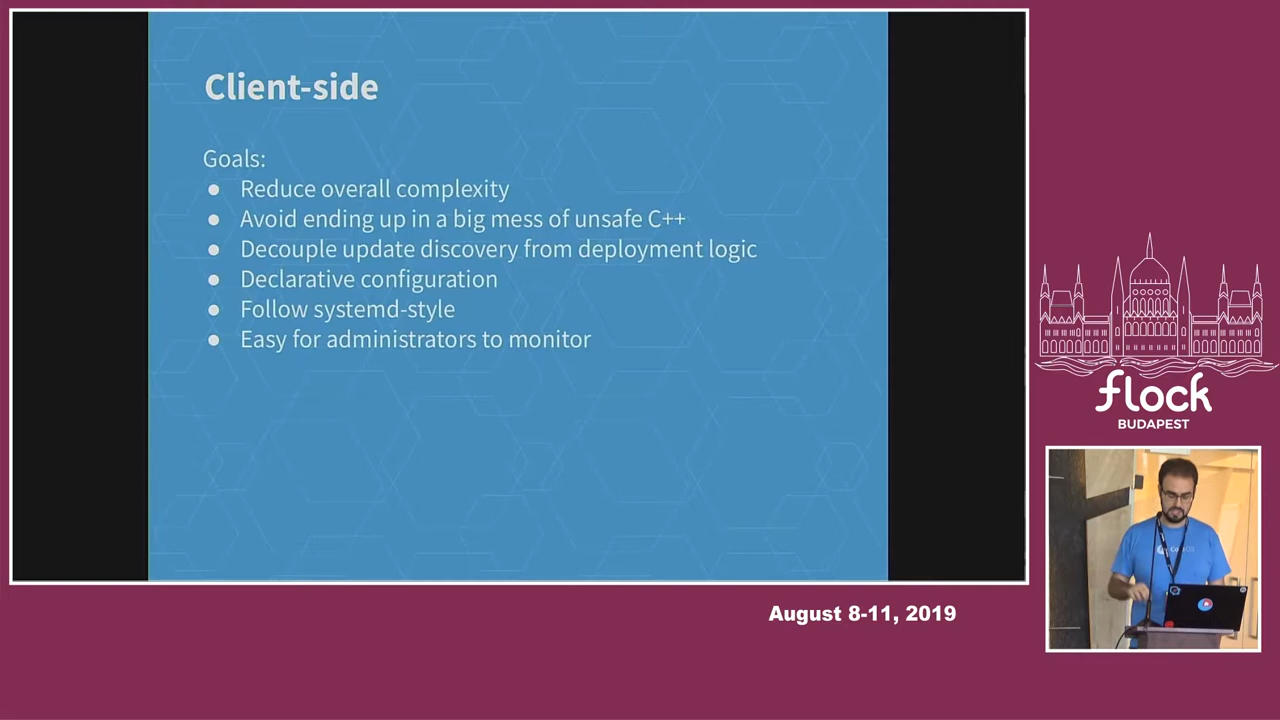 Client-side
Goals:
● Reduce overall complexity
● Avoid ending up in a big mess of unsafe C++
● Decouple update discovery from deployment logic
● Declarative configuration
● Follow systemd-style
● Easy for administrators to monitor
flock
BUDAPEST
August 8-11, 2019